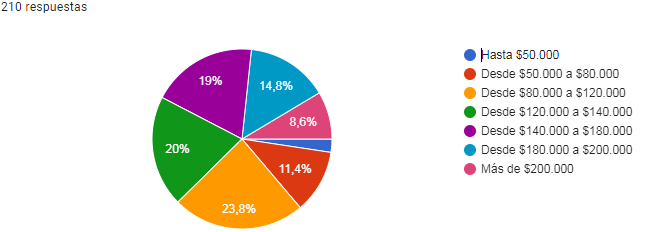 210 respuestas
19%
14,8%
8,6%
20%
11,4%
23,8%
Hasta $50.000
Desde $50.000 a $80.000
Desde $80.000 a $120.000
Desde $120.000 a $140.000
Desde $140.000 a $180.000
Desde $180.000 a $200.000
Más de $200.000